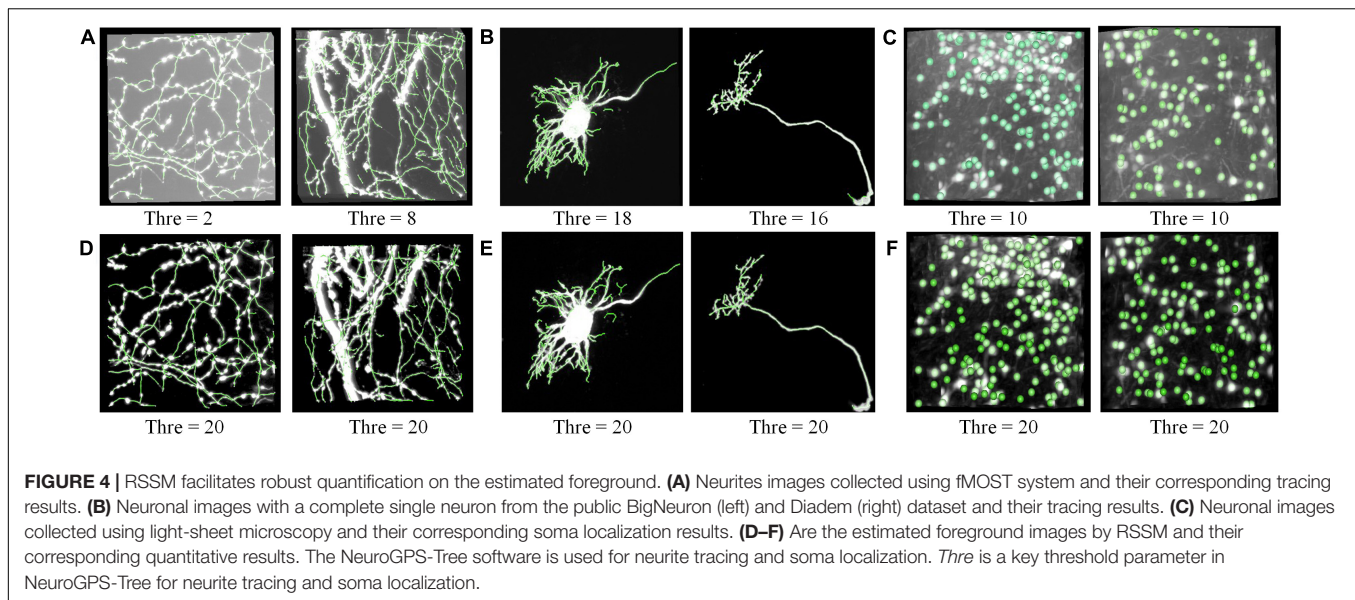 A B C
Thre = 2 Thre = 8 Thre = 18 Thre = 16 Thre = 10 Thre = 10
D E F
Thre = 20 Thre = 20 Thre = 20 Thre = 20 Thre = 20 Thre = 20
FIGURE 4 | RSSM facilitates robust quantification on the estimated foreground. (A) Neurites images collected using fMOST system and their corresponding tracing
results. (B) Neuronal images with a complete single neuron from the public BigNeuron (left) and Diadem (right) dataset and their tracing results. (C) Neuronal images
collected using light-sheet microscopy and their corresponding soma localization results. (D–F) Are the estimated foreground images by RSSM and their
corresponding quantitative results. The NeuroGPS-Tree software is used for neurite tracing and soma localization. Thre is a key threshold parameter in
NeuroGPS-Tree for neurite tracing and soma localization.